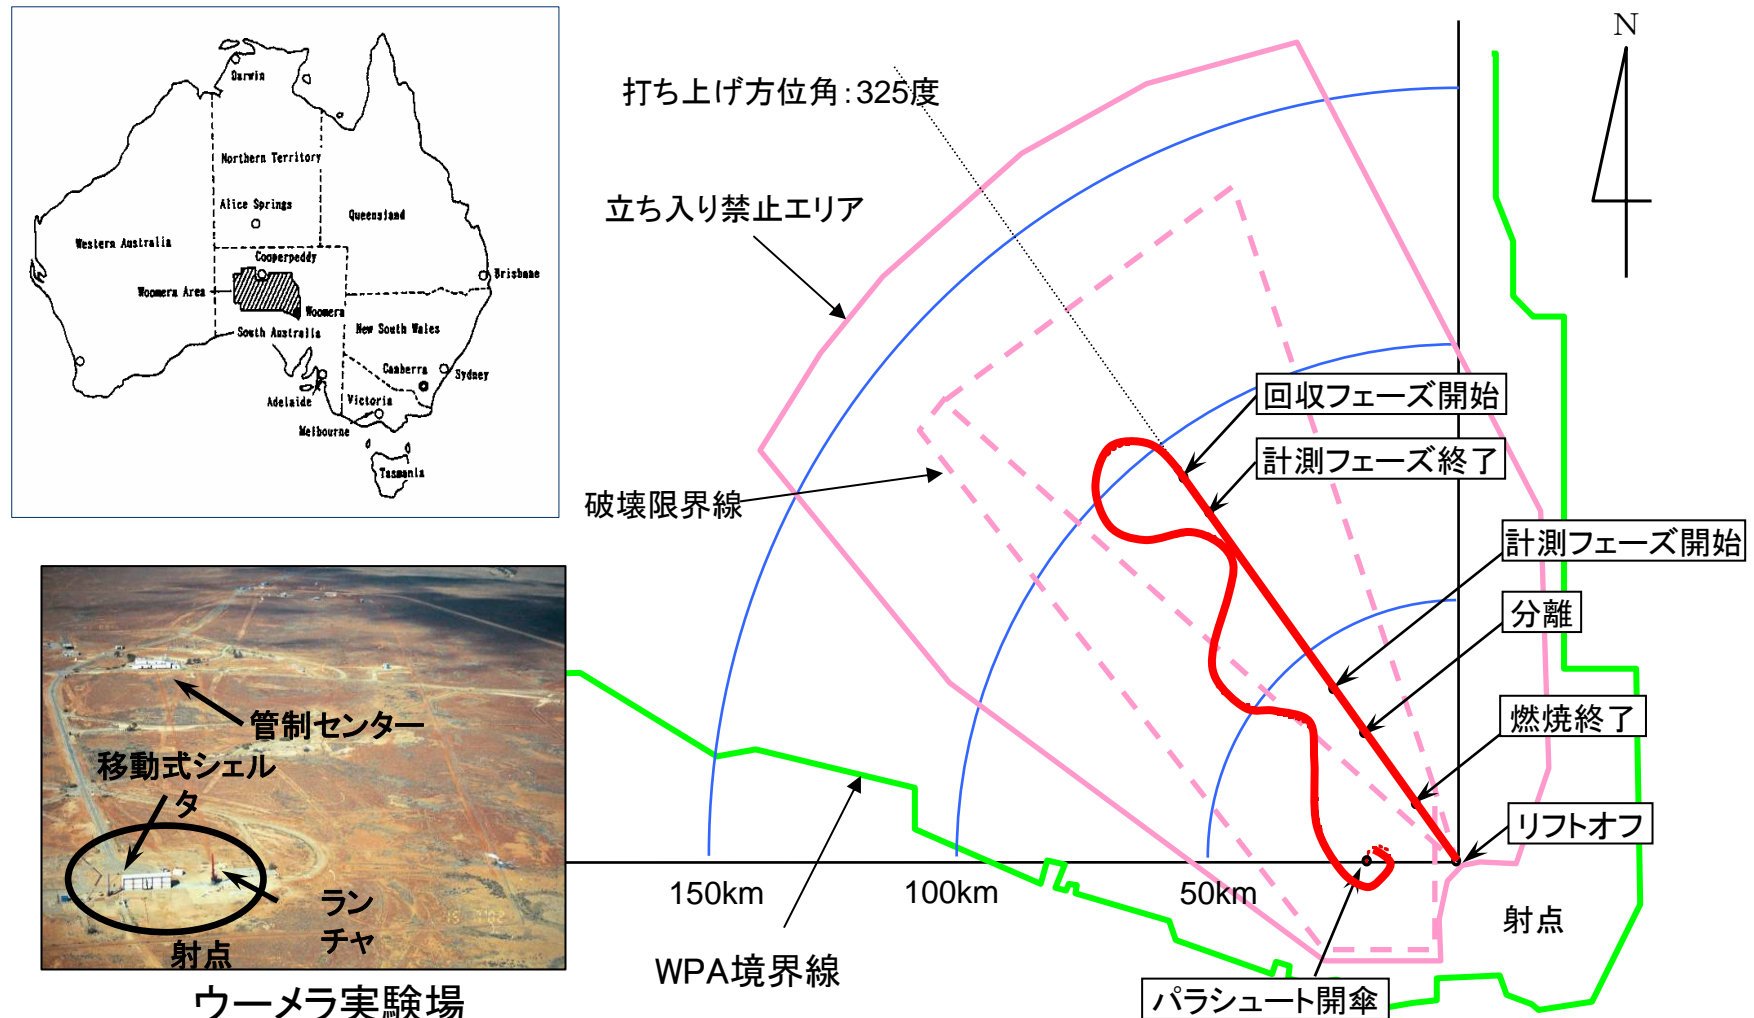 Darwin
Northern Territory
Alice Springs
Queensland
Western Australia
Cooperpeddy
Brisbane
Woomera Area
Woomera
South Australia
New South Wales
Canberra
Sydney
Adelaide
Victoria
Melbourne
Tasmania
管制センター
移動式シェル
タ
ラン
チャ
射点
ウーメラ実験場
N
打ち上げ方位角:325度
立ち入り禁止エリア
回収フェーズ開始
計測フェーズ終了
破壊限界線
計測フェーズ開始
分離
燃焼終了
リフトオフ
150km
100km
50km
射点
WPA境界線
パラシュート開傘